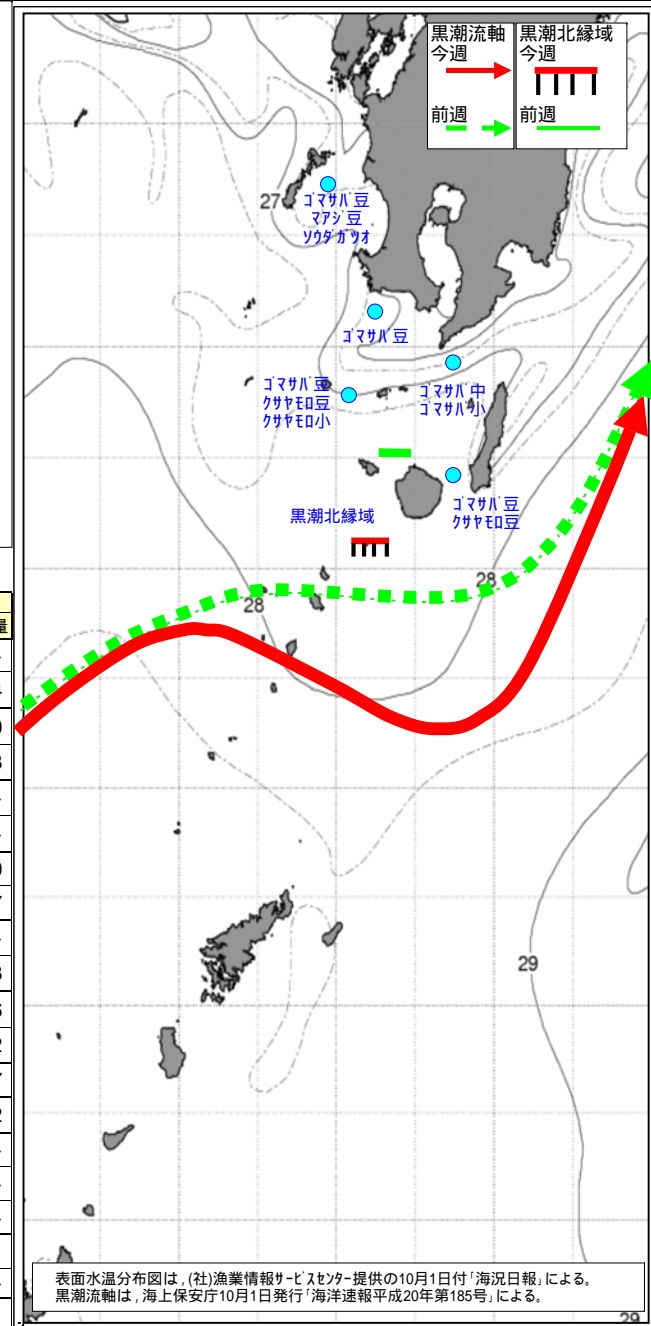 黒潮流軸
今週
前週
黒潮北縁域
今週
前週
27
ｺﾞﾏｻﾊﾞ豆
ﾏｱｼﾞ豆
ｿｳﾀﾞｶﾞﾂｵ
ｺﾞﾏｻﾊﾞ豆
ｺﾞﾏｻﾊﾞ豆
ｸｻﾔﾓﾛ豆
ｸｻﾔﾓﾛ小
ｺﾞﾏｻﾊﾞ中
ｺﾞﾏｻﾊﾞ小
ｺﾞﾏｻﾊﾞ豆
ｸｻﾔﾓﾛ豆
黒潮北縁域
28
28
量
29
表面水温分布図は，(社)漁業情報ｻｰﾋﾞｽｾﾝﾀｰ提供の10月1日付｢海況日報｣による。
黒潮流軸は，海上保安庁10月1日発行｢海洋速報平成20年第185号｣による。
29